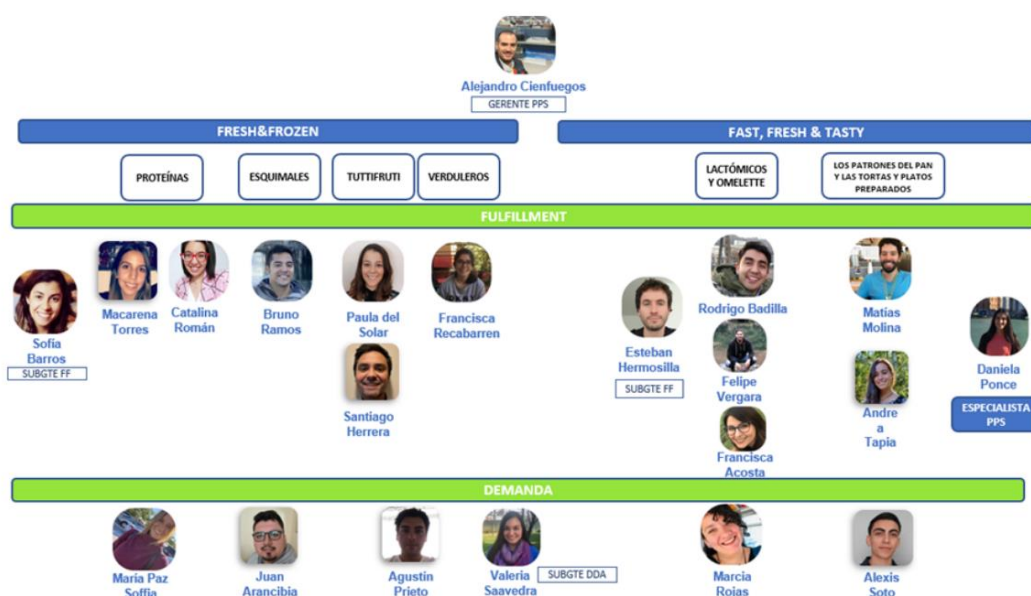 Alejandro Cienfuegos
GERENTE PPS
FRESH&FROZEN
FAST, FRESH & TASTY
PROTEÍNAS
ESQUIMALES
TUTTIFRUTI
VERDULEROS
LACTÓMICOS
Y OMELETTE
LOS PATRONES DEL PAN
Y LAS TORTAS Y PLATOS
PREPARADOS
FULFILLMENT
Sofía
Barros
SUBGTE FF
Macarena
Torres
Catalina
Román
Bruno
Ramos
Paula del
Solar
Santiago
Herrera
Francisca
Recabarren
Esteban
Hermosilla
SUBGTE FF
Rodrigo Badilla
Felipe
Vergara
Francisca
Acosta
Matías
Molina
Andre
a
Tapia
Daniela
Ponce
ESPECIALISTA
PPS
DEMANDA
María Paz
Soffia
Juan
Arancibia
Agustín
Prieto
Valeria
Saavedra
SUBGTE DDA
Marcia
Rojas
Alexis
Soto